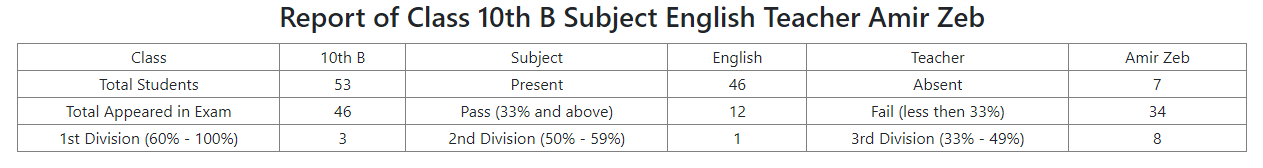 Report of Class 10th B Subject English Teacher Amir Zeb
Class 10th B Subject English Teacher Amir Zeb
Total Students 53 Present 46 Absent 7
Total Appeared in Exam 46 Pass (33% and above) 12 Fail (less then 33%) 34
1st Division (60% - 100%) 3 2nd Division (50% - 59%) 1 3rd Division (33% - 49%) 8